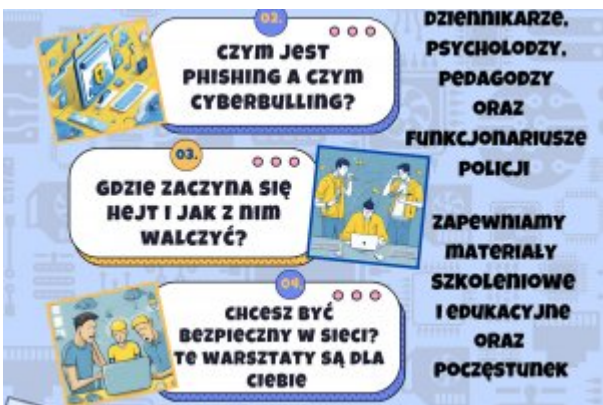 02.
CZYM JEST
PHISHING A CZYM
CYBERBULLING?
03.
GDZIE ZACZYNA SIĘ
HEJT I JAK Z NIM
WALCZYĆ?
04.
CHCESZ BYĆ
BEZPIECZNY W SIECI?
TE WARSZTATY SĄ DLA
CIEBIE
DZIENNIKARZE,
PSYCHOLODZY,
PEDAGODZY
ORAZ
FUNKCJONARIUSZE
POLICJI
ZAPEWNIAMY
MATERIAŁY
SZKOLENIOWE
I EDUKACYJNE
ORAZ
POCZĘSTUNEK